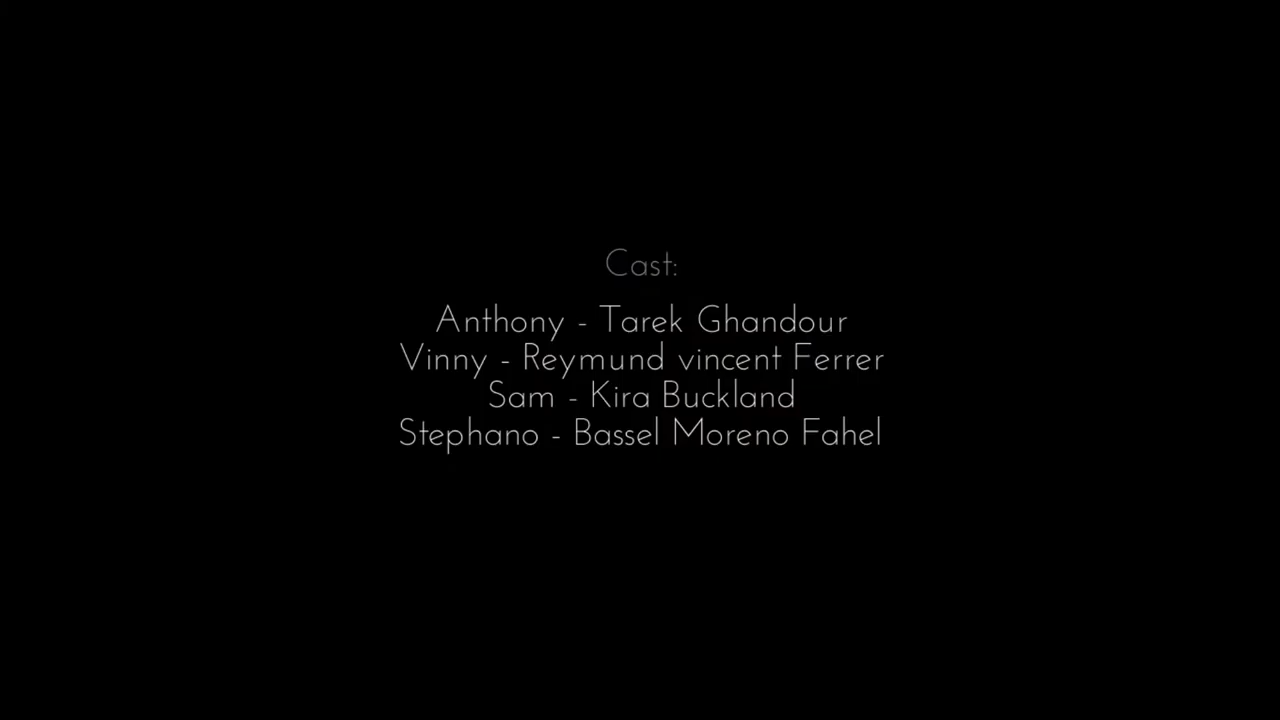 Cast:
Anthony - Tarek Ghandour
Vinny - Reymund vincent Ferrer
Sam - Kira Buckland
Stephano - Bassel Moreno Fahel